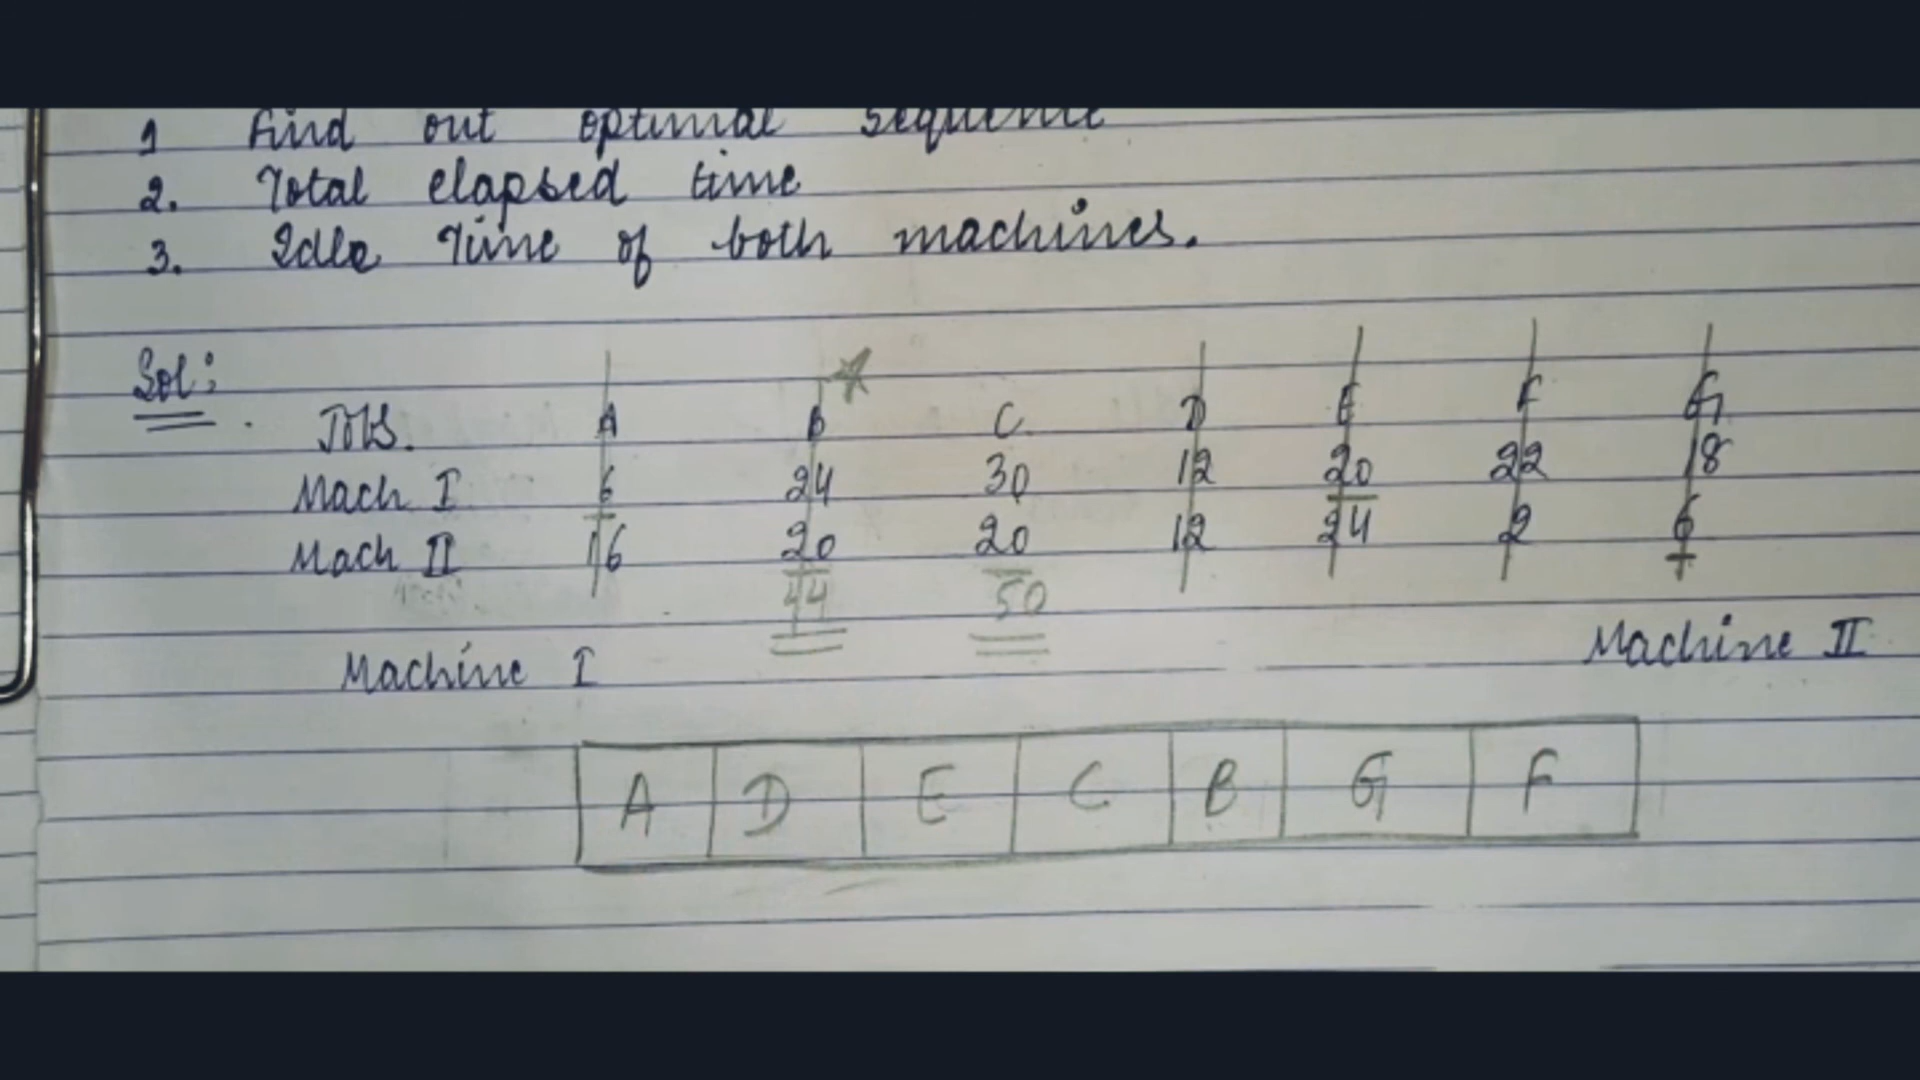 1 Find out optimal sequence
2. Total elapsed time
3. Idle Time of both machines.
Sol:
Jobs. A B C D E F G
Mach I 6 24 30 12 20 22 18
Mach II 16 20 20 12 24 2 6
44 50
Machine I Machine II
A D E C B G F